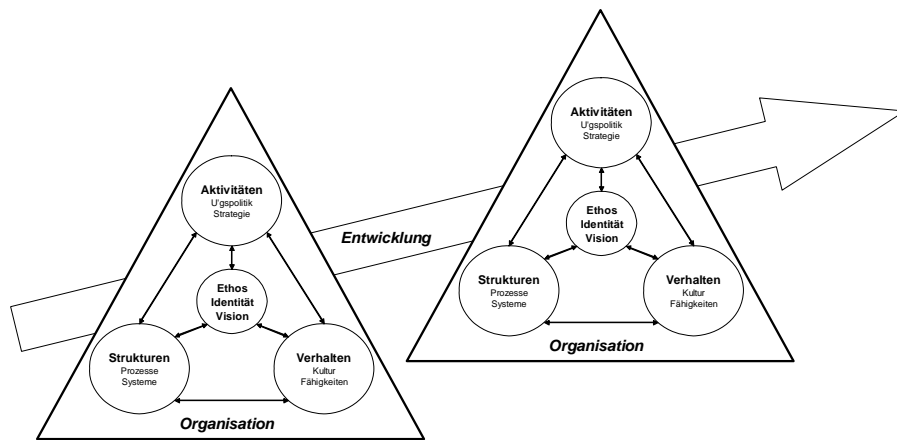 Aktivitäten
U'gspolitik
Strategie
Ethos
Identität
Vision
Strukturen
Prozesse
Systeme
Verhalten
Kultur
Fähigkeiten
Organisation
Entwicklung
Aktivitäten
U'gspolitik
Strategie
Ethos
Identität
Vision
Strukturen
Prozesse
Systeme
Verhalten
Kultur
Fähigkeiten
Organisation